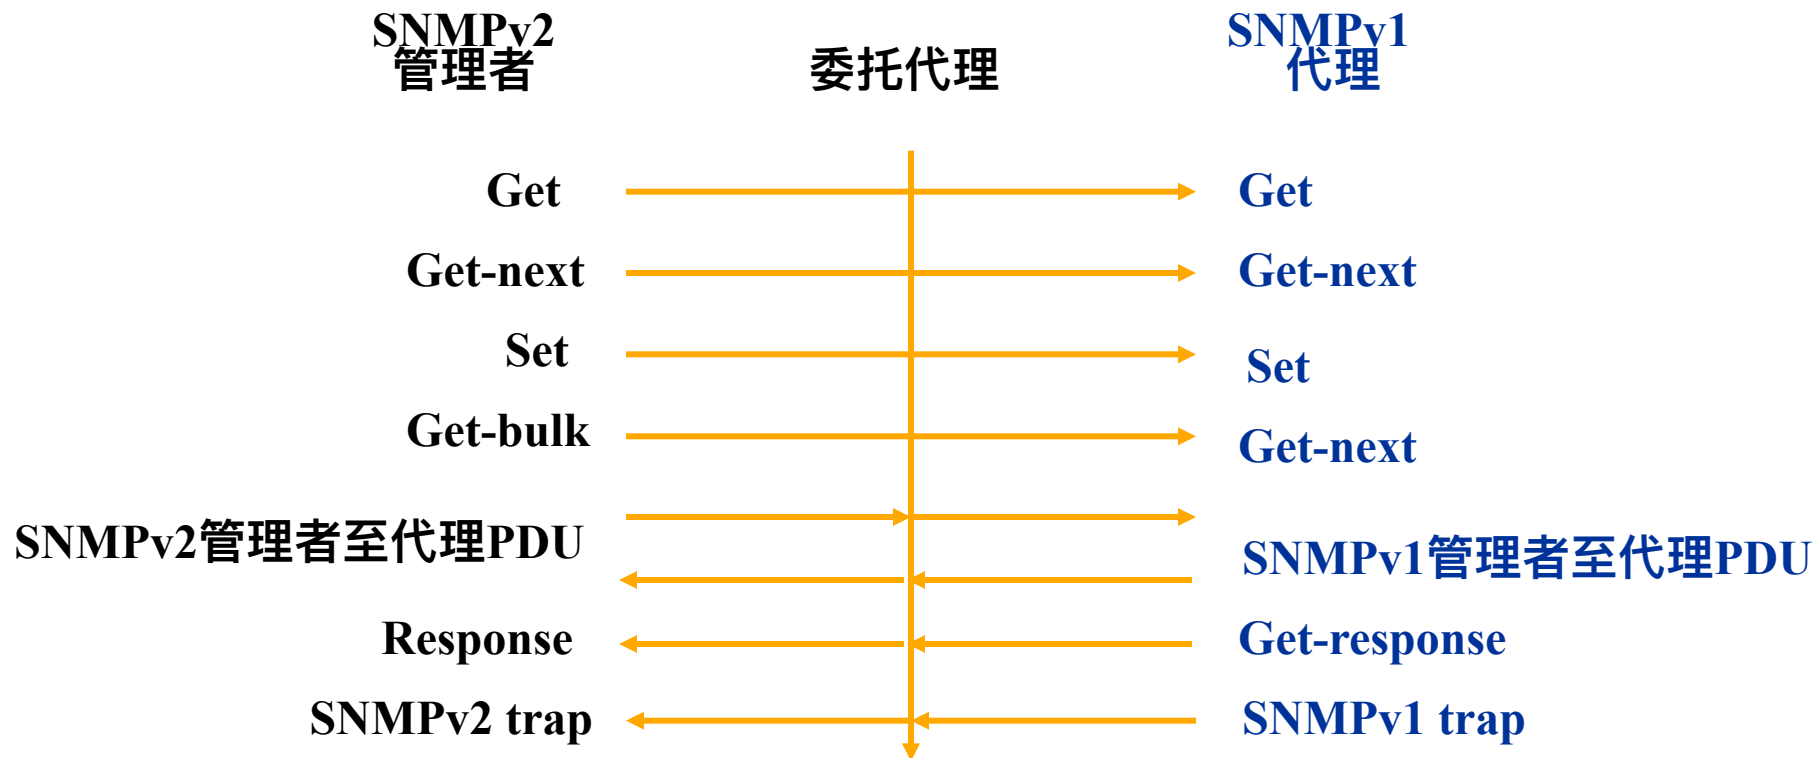 SNMPv2
管理者
委托代理
SNMPv1
代理
Get
Get
Get-next
Get-next
Set
Set
Get-bulk
Get-next
SNMPv2管理者至代理PDU
SNMPv1管理者至代理PDU
Response
Get-response
SNMPv2 trap
SNMPv1 trap